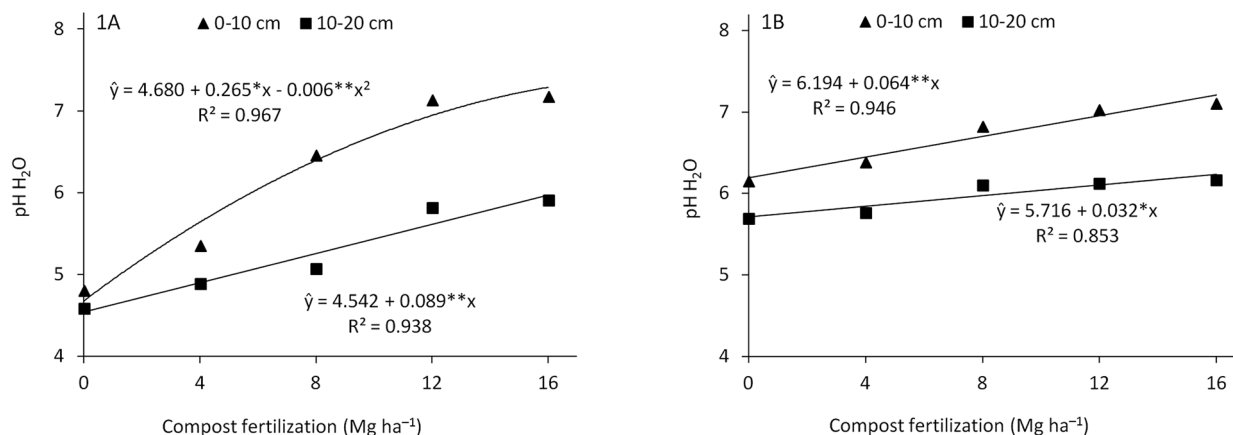 1A ▲ 0-10 cm ■ 10-20 cm
8
7
6
5
4
ŷ = 4.680 + 0.265*x - 0.006**x²
R² = 0.967
ŷ = 4.542 + 0.089**x
R² = 0.938
pH H₂O
0 4 8 12 16
Compost fertilization (Mg ha⁻¹)
1B ▲ 0-10 cm ■ 10-20 cm
8
7
6
5
4
ŷ = 6.194 + 0.064**x
R² = 0.946
ŷ = 5.716 + 0.032*x
R² = 0.853
pH H₂O
0 4 8 12 16
Compost fertilization (Mg ha⁻¹)